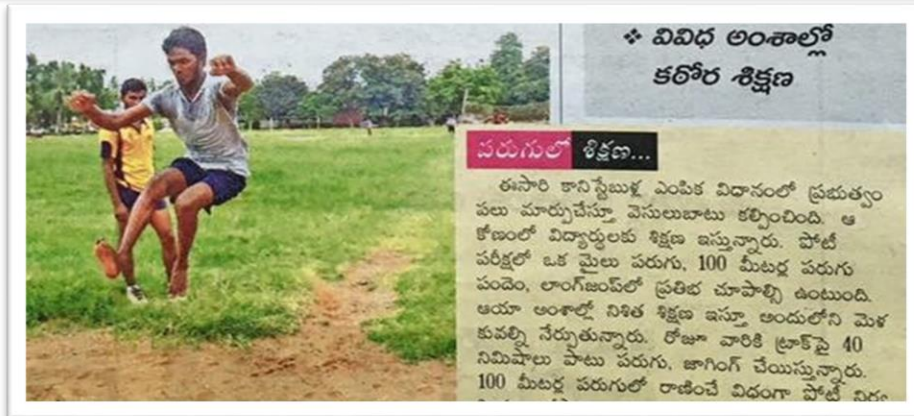 ❖ వివిధ అంశాల్లో
కఠోర శిక్షణ
పరుగులో శిక్షణ...
ఈసారి కానిస్టేబుళ్ల ఎంపిక విధానంలో ప్రభుత్వం
పలు మార్పుచేస్తూ వెసులుబాటు కల్పించింది. ఆ
కోణంలో విద్యార్థులకు శిక్షణ ఇస్తున్నారు. పోటీ
పరీక్షలో ఒక మైలు పరుగు, 100 మీటర్ల పరుగు
పందెం, లాంగ్‌జంప్‌లో ప్రతిభ చూపాల్సి ఉంటుంది.
ఆయా అంశాల్లో నిశిత శిక్షణ ఇస్తూ అందులోని మెళ
కువల్ని నేర్పుతున్నారు. రోజూ వారికి ట్రాక్‌పై 40
నిమిషాలు పాటు పరుగు, జాగింగ్ చేయిస్తున్నారు.
100 మీటర్ల పరుగులో రాణించే విధంగా పోటీ